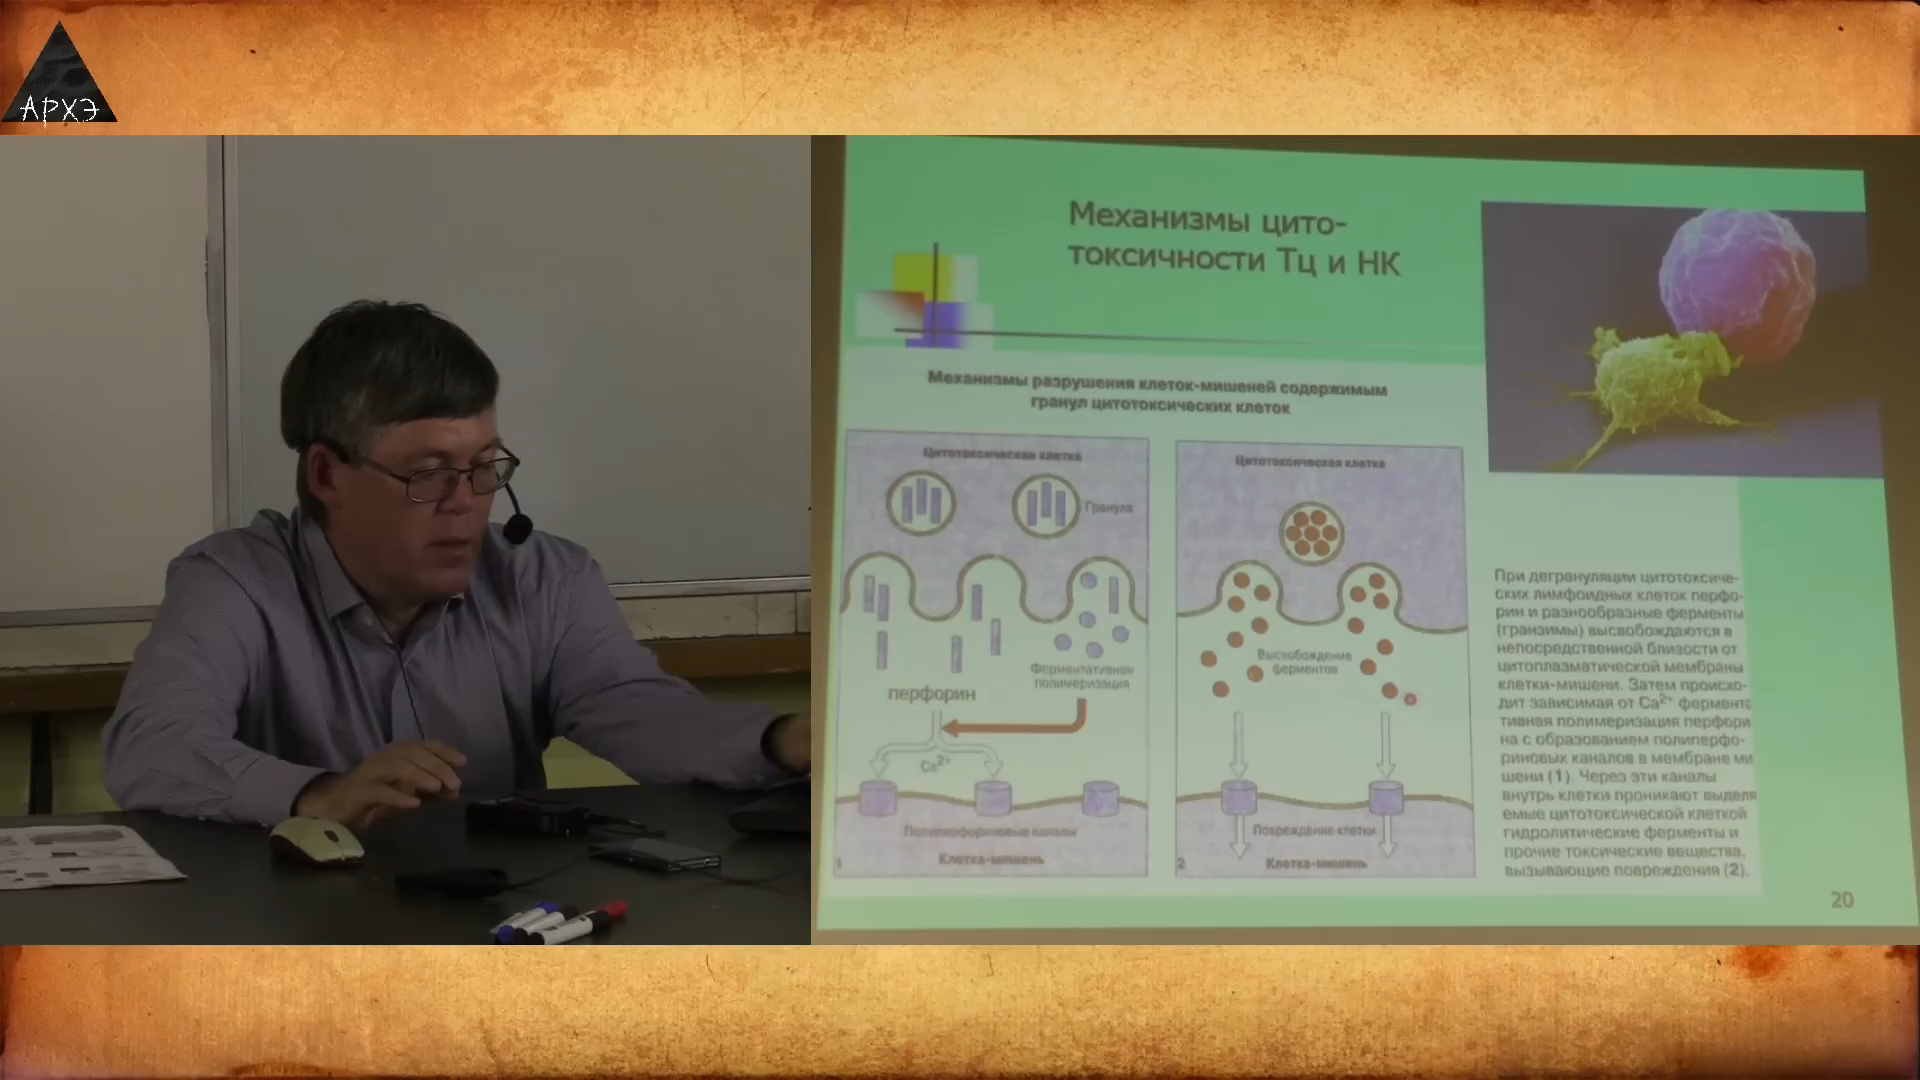 АРХЭ
Механизмы цито-
токсичности Тц и НК
Механизмы разрушения клеток-мишеней содержимым
гранул цитотоксических клеток
Цитотоксическая клетка
Гранула
Ферментативная
полимеризация
перфорин
Ca²⁺
Полиперфориновые каналы
1
Клетка-мишень
Цитотоксическая клетка
Высвобождение
ферментов
Повреждение клетки
2
Клетка-мишень
При дегрануляции цитотоксиче-
ских лимфоидных клеток перфо-
рин и разнообразные ферменты
(гранзимы) высвобождаются в
непосредственной близости от
цитоплазматической мембраны
клетки-мишени. Затем происхо-
дит зависимая от Ca²⁺ фермента
тивная полимеризация перфори
на с образованием полиперфо-
риновых каналов в мембране ми
шени (1). Через эти каналы
внутрь клетки проникают выделя
емые цитотоксической клеткой
гидролитические ферменты и
прочие токсические вещества,
вызывающие повреждения (2).
20